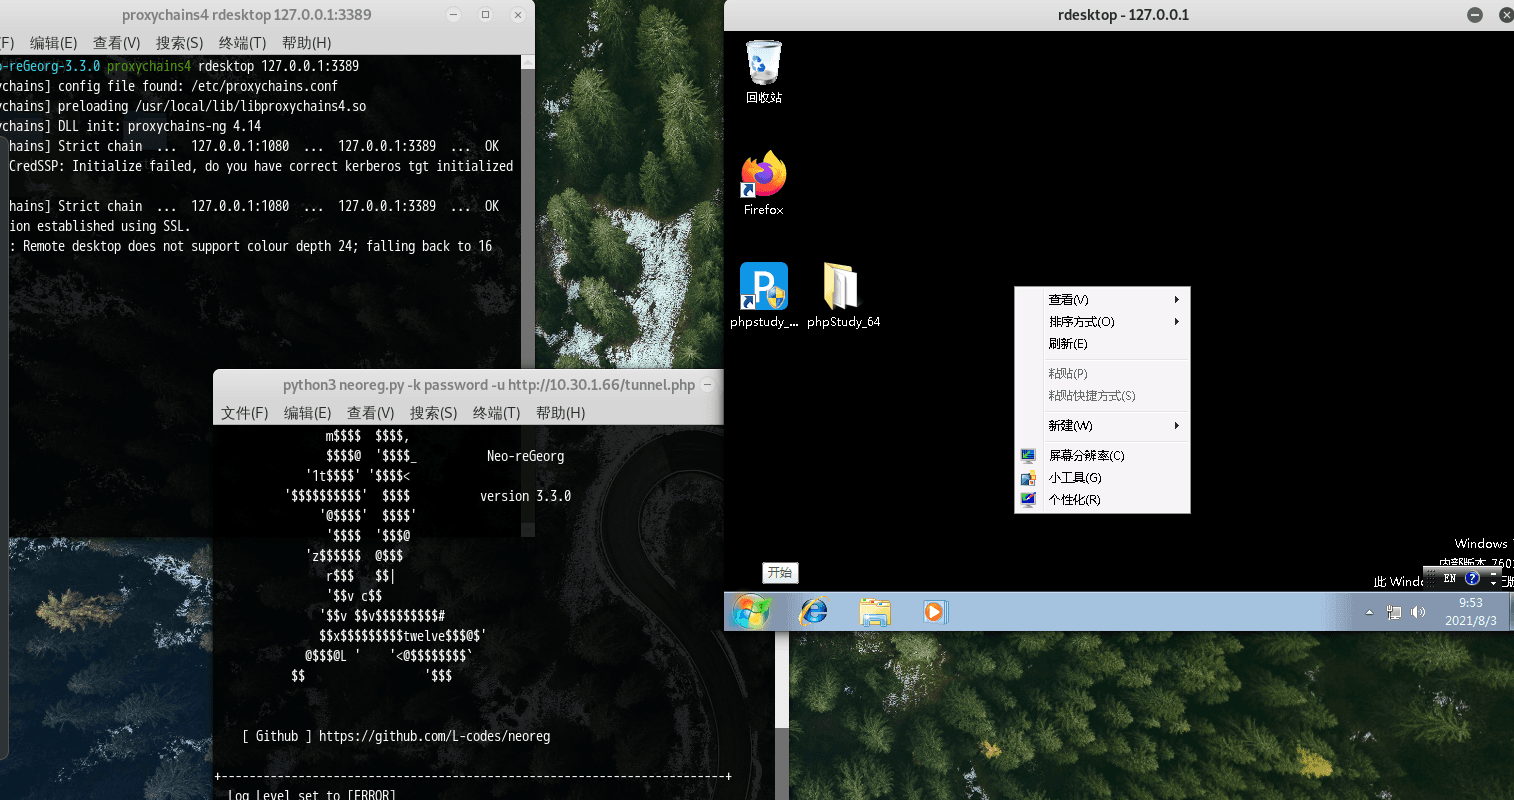 proxychains4 rdesktop 127.0.0.1:3389
(F) 编辑(E) 查看(V) 搜索(S) 终端(T) 帮助(H)
o-reGeorg-3.3.0 proxychains4 rdesktop 127.0.0.1:3389
ychains] config file found: /etc/proxychains.conf
ychains] preloading /usr/local/lib/libproxychains4.so
ychains] DLL init: proxychains-ng 4.14
hains] Strict chain ... 127.0.0.1:1080 ... 127.0.0.1:3389 ... OK
CredSSP: Initialize failed, do you have correct kerberos tgt initialized
hains] Strict chain ... 127.0.0.1:1080 ... 127.0.0.1:3389 ... OK
ion established using SSL.
: Remote desktop does not support colour depth 24; falling back to 16
python3 neoreg.py -k password -u http://10.30.1.66/tunnel.php
文件(F) 编辑(E) 查看(V) 搜索(S) 终端(T) 帮助(H)
m$$$$ $$$$,
$$$$@ '$$$$_ Neo-reGeorg
'1t$$$$' '$$$$<
'$$$$$$$$$$' $$$$ version 3.3.0
'@$$$$' $$$$'
'$$$$ '$$$@
'z$$$$$$ @$$$
r$$$ $$|
'$$v c$$
'$$v $$v$$$$$$$$$#
$$x$$$$$$$$$twelve$$$@$'
@$$$@L ' '<@$$$$$$$$`
$$ '$$$
[ Github ] https://github.com/L-codes/neoreg
+------------------------------------------------------------------------+
Log Level set to [ERROR]
rdesktop - 127.0.0.1
回收站
Firefox
phpstudy_... phpStudy_64
查看(V)
排序方式(O)
刷新(E)
粘贴(P)
粘贴快捷方式(S)
新建(W)
屏幕分辨率(C)
小工具(G)
个性化(R)
Windows
内部版本 760
此 Windo
EN
开始
9:53
2021/8/3